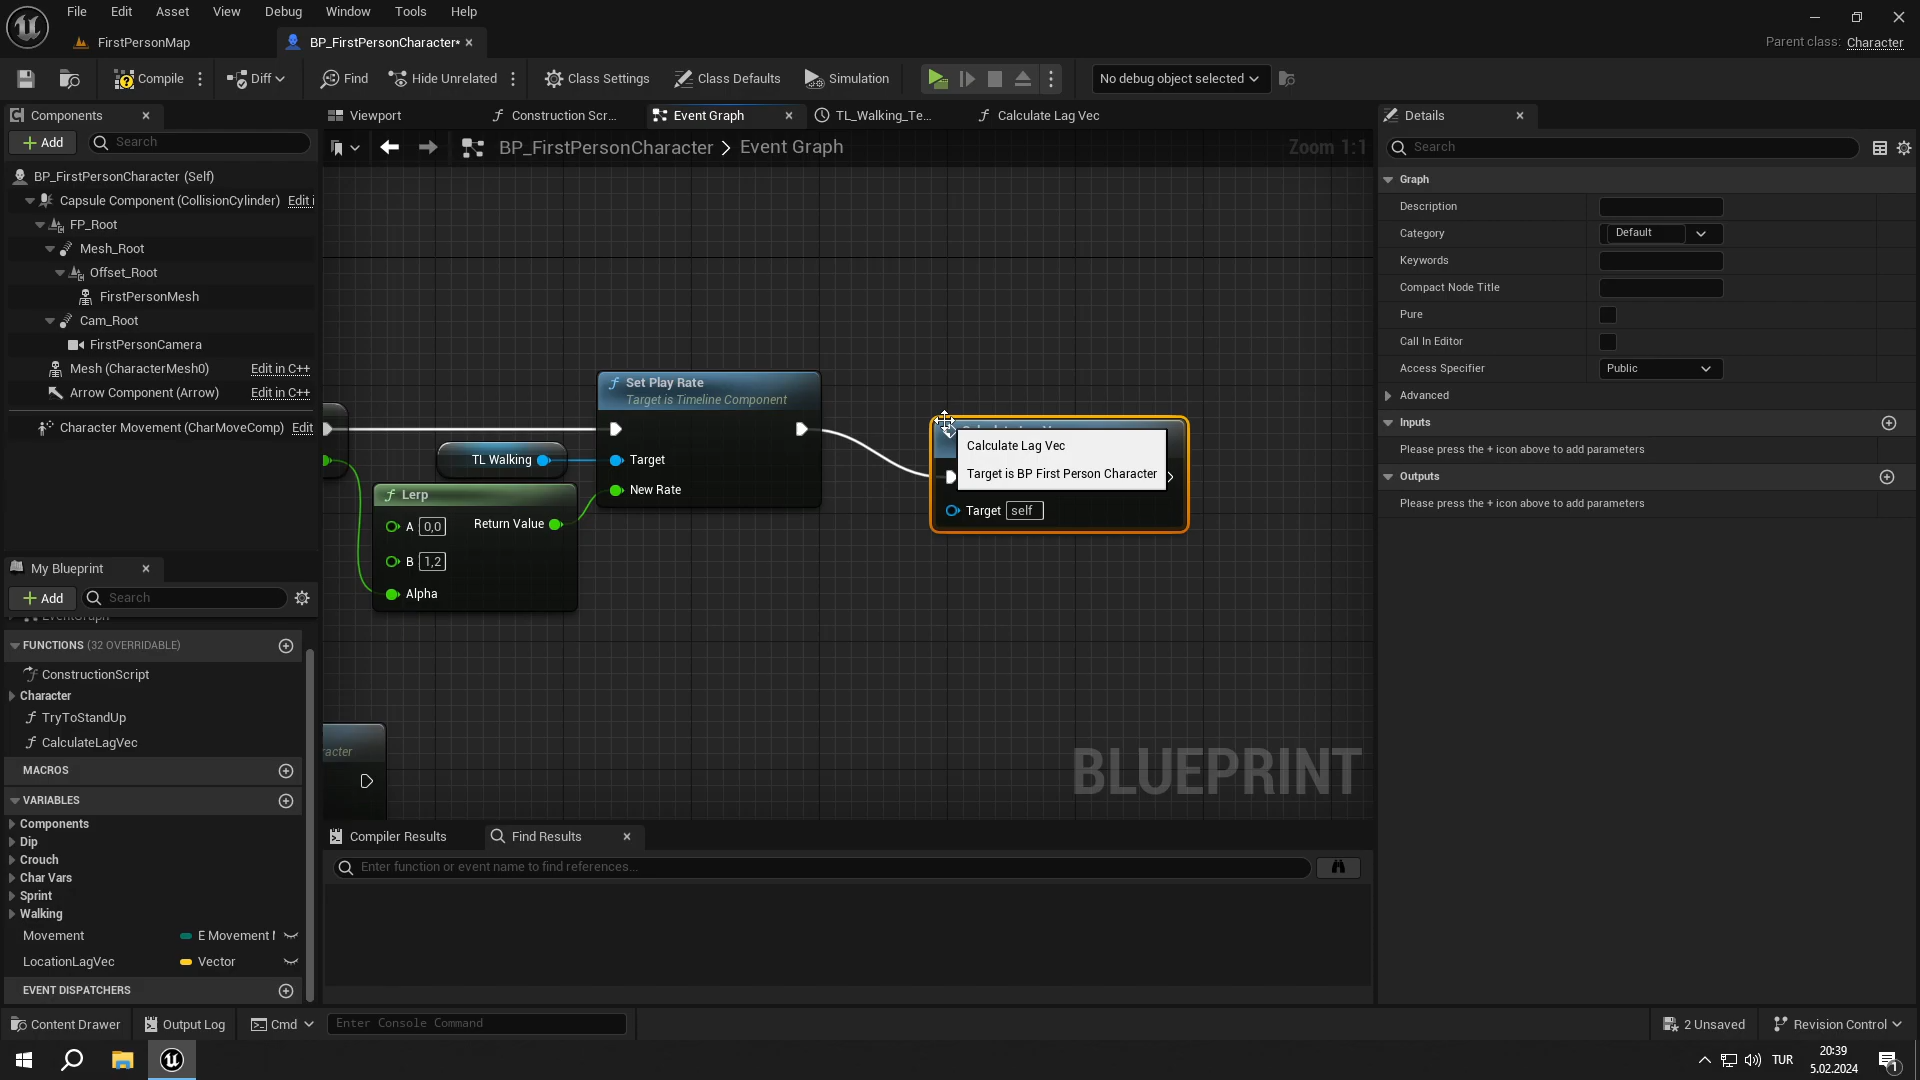 File Edit Asset View Debug Window Tools Help
FirstPersonMap
BP_FirstPersonCharacter*
Parent class: Character
Compile
Diff
Find
Hide Unrelated
Class Settings
Class Defaults
Simulation
No debug object selected
Components
Add
Search
BP_FirstPersonCharacter (Self)
Capsule Component (CollisionCylinder) Edit i
FP_Root
Mesh_Root
Offset_Root
FirstPersonMesh
Cam_Root
FirstPersonCamera
Mesh (CharacterMesh0) Edit in C++
Arrow Component (Arrow) Edit in C++
Character Movement (CharMoveComp) Edit
My Blueprint
Add
Search
EventGraph
FUNCTIONS (32 OVERRIDABLE)
ConstructionScript
Character
TryToStandUp
CalculateLagVec
MACROS
VARIABLES
Components
Dip
Crouch
Char Vars
Sprint
Walking
Movement E Movement
LocationLagVec Vector
EVENT DISPATCHERS
Viewport
Construction Scr...
Event Graph
TL_Walking_Te...
Calculate Lag Vec
BP_FirstPersonCharacter > Event Graph
Zoom 1:1
Set Play Rate
Target is Timeline Component
Target
New Rate
TL Walking
Lerp
A 0,0
Return Value
B 1,2
Alpha
Calculate Lag Vec
Target is BP First Person Character
Target self
acter
BLUEPRINT
Compiler Results
Find Results
Enter function or event name to find references...
Details
Search
Graph
Description
Category Default
Keywords
Compact Node Title
Pure
Call In Editor
Access Specifier Public
Advanced
Inputs
Please press the + icon above to add parameters
Outputs
Please press the + icon above to add parameters
Content Drawer
Output Log
Cmd
Enter Console Command
2 Unsaved
Revision Control
TUR
20:39
5.02.2024
1